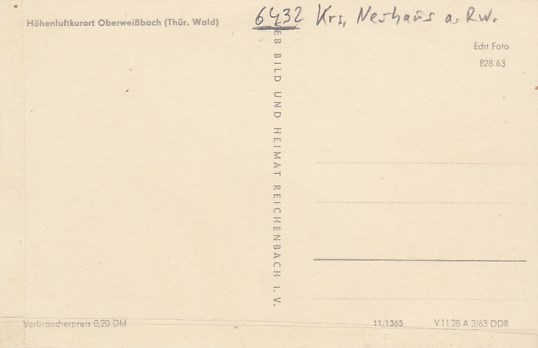 Höhenluftkurort Oberweißbach (Thür. Wald)
6432 Krs, Neuhaus a. Rw.
Echt Foto
828 63
BILD UND HEIMAT REICHENBACH I. V.
Verbraucherpreis 0,20 DM
11/1365
V 11 28 A 3/63 DDR